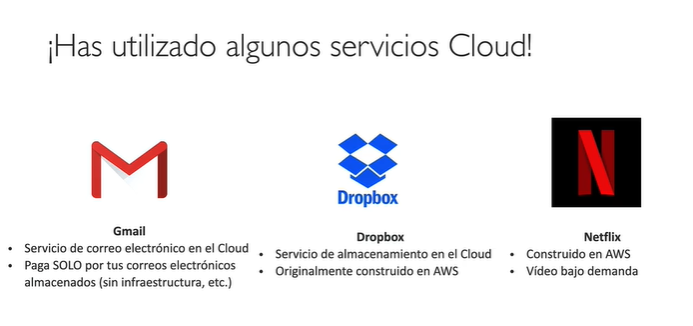 ¡Has utilizado algunos servicios Cloud!
Dropbox
N
Gmail
• Servicio de correo electrónico en el Cloud
• Paga SOLO por tus correos electrónicos
almacenados (sin infraestructura, etc.)
Dropbox
• Servicio de almacenamiento en el Cloud
• Originalmente construido en AWS
Netflix
• Construido en AWS
• Vídeo bajo demanda